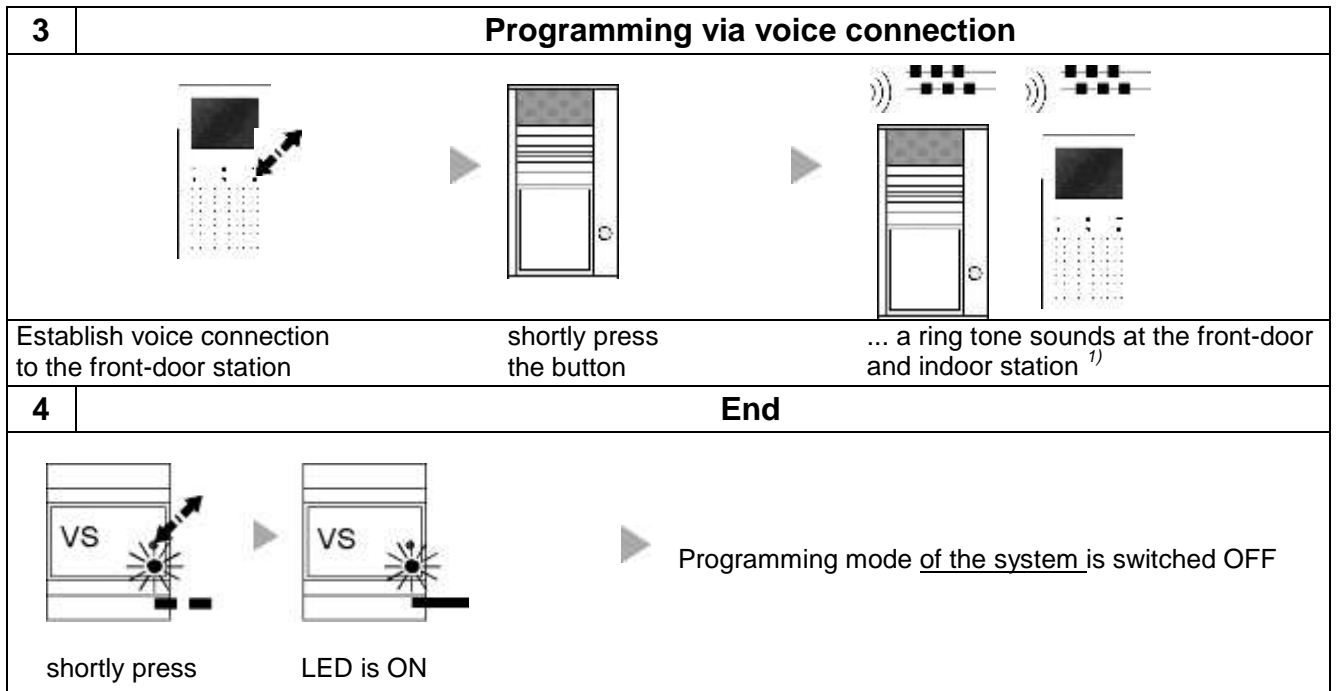 3
Programming via voice connection
Establish voice connection
to the front-door station
shortly press
the button
... a ring tone sounds at the front-door
and indoor station 1)
4
End
VS
VS
Programming mode of the system is switched OFF
shortly press
LED is ON